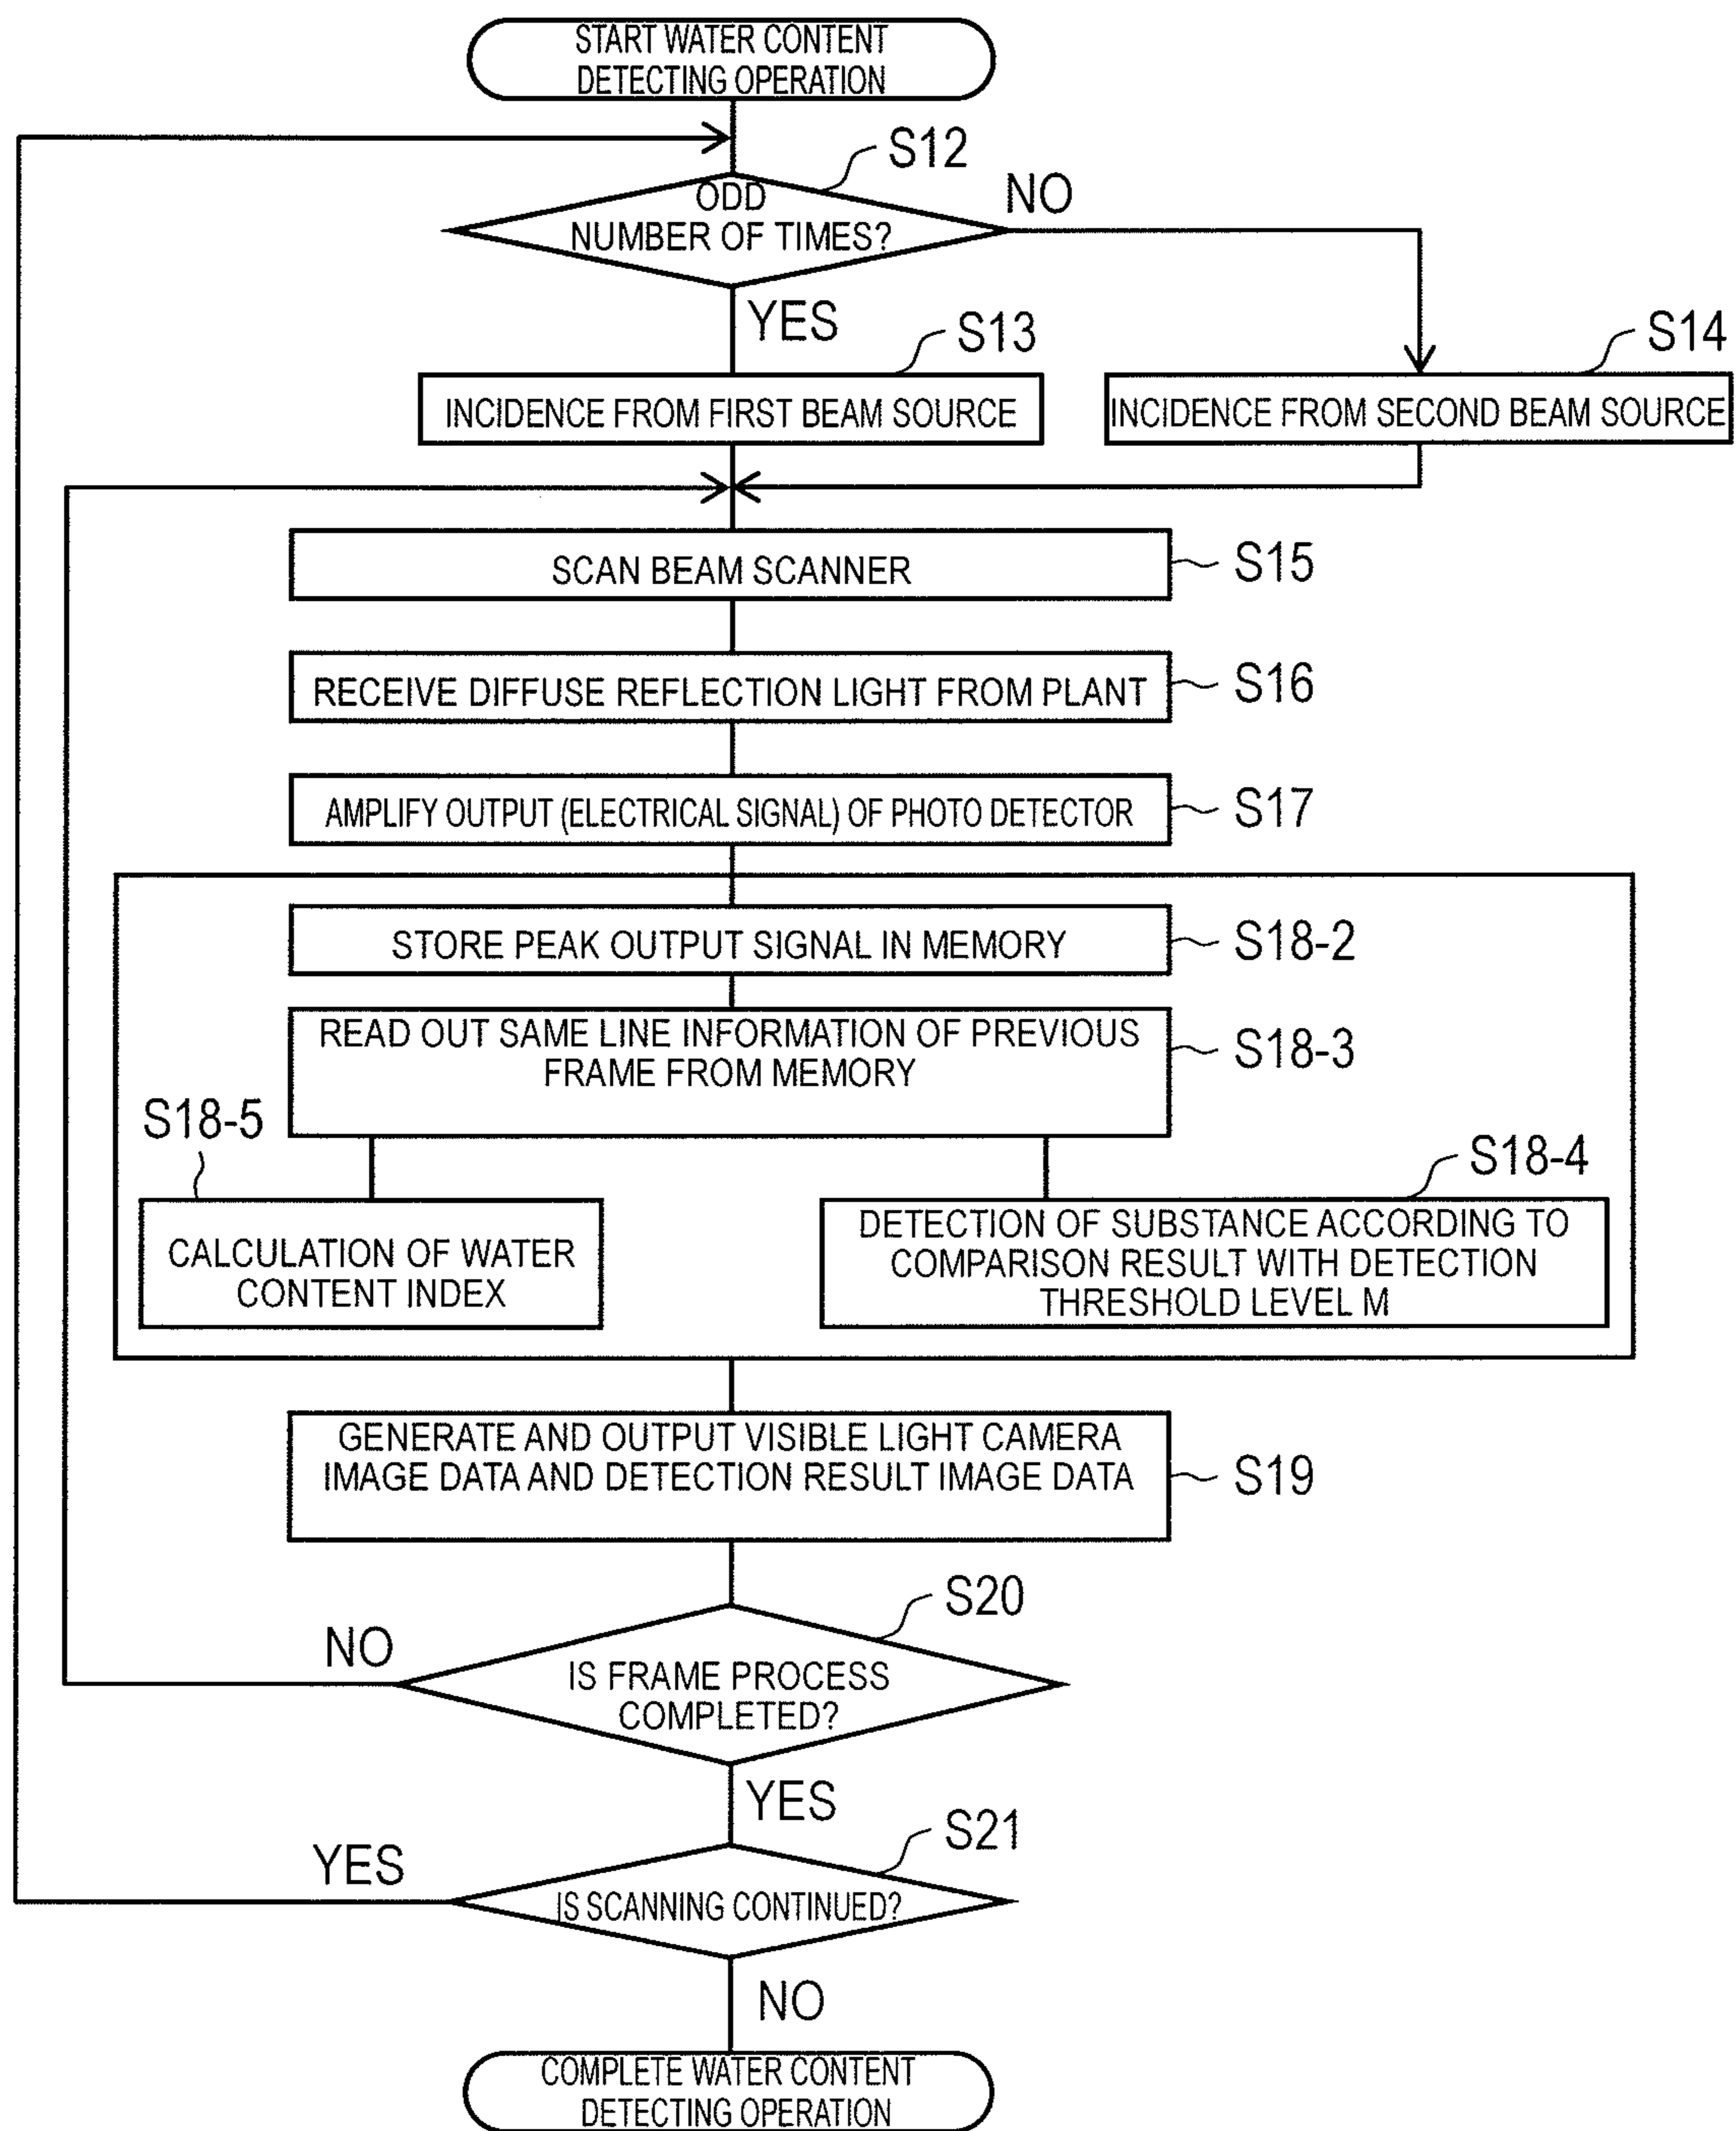 START WATER CONTENT
DETECTING OPERATION
S12
ODD
NUMBER OF TIMES?
NO
YES
S13
S14
INCIDENCE FROM FIRST BEAM SOURCE
INCIDENCE FROM SECOND BEAM SOURCE
SCAN BEAM SCANNER
S15
RECEIVE DIFFUSE REFLECTION LIGHT FROM PLANT
S16
AMPLIFY OUTPUT (ELECTRICAL SIGNAL) OF PHOTO DETECTOR
S17
STORE PEAK OUTPUT SIGNAL IN MEMORY
S18-2
READ OUT SAME LINE INFORMATION OF PREVIOUS
FRAME FROM MEMORY
S18-3
S18-5
S18-4
CALCULATION OF WATER
CONTENT INDEX
DETECTION OF SUBSTANCE ACCORDING TO
COMPARISON RESULT WITH DETECTION
THRESHOLD LEVEL M
GENERATE AND OUTPUT VISIBLE LIGHT CAMERA
IMAGE DATA AND DETECTION RESULT IMAGE DATA
S19
S20
NO
IS FRAME PROCESS
COMPLETED?
YES
S21
YES
IS SCANNING CONTINUED?
NO
COMPLETE WATER CONTENT
DETECTING OPERATION